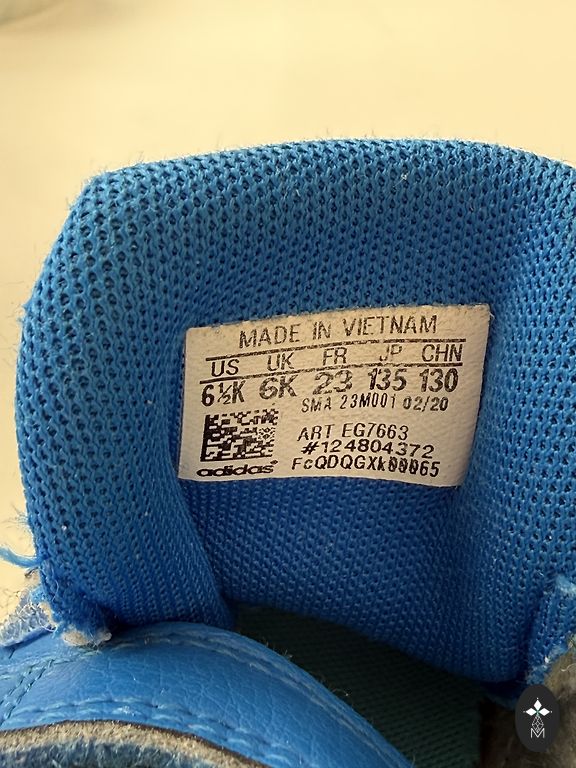 MADE IN VIETNAM
US UK FR JP CHN
6½K 6K 23 135 130
SMA 23M001 02/20
ART EG7663
#124804372
adidas FcQDQGXk00065
M